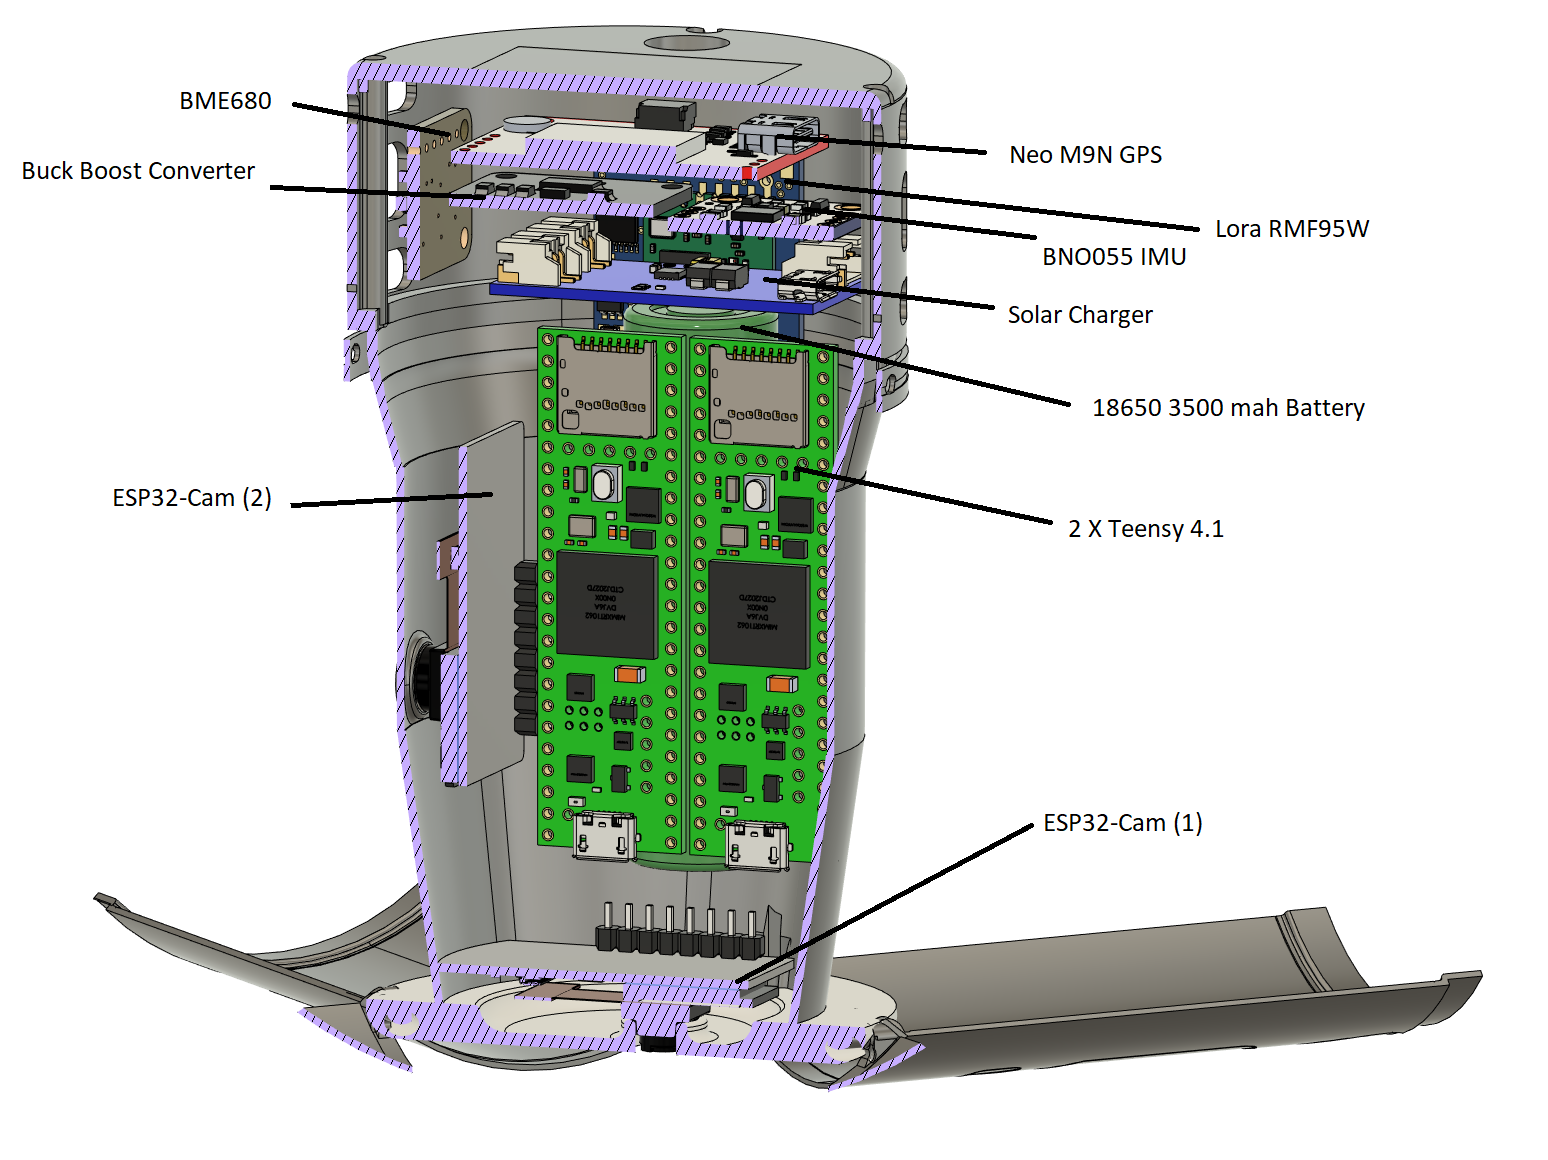 BME680
Buck Boost Converter
Neo M9N GPS
Lora RMF95W
BNO055 IMU
Solar Charger
18650 3500 mah Battery
ESP32-Cam (2)
2 X Teensy 4.1
ESP32-Cam (1)